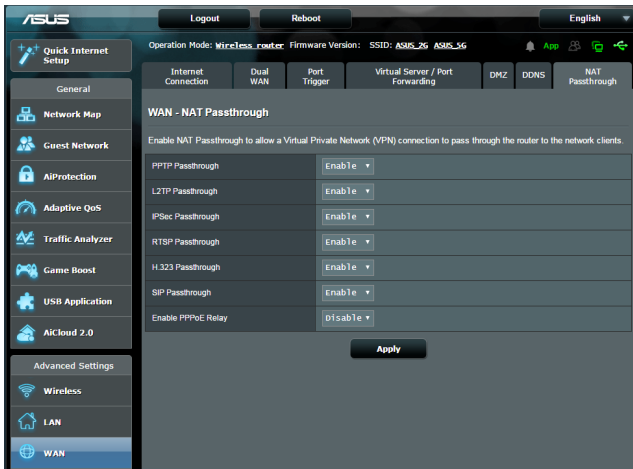 ASUS
Logout
Reboot
English
Quick Internet
Setup
Operation Mode: Wireless router Firmware Version: SSID: ASUS_2G ASUS_5G
App
Internet
Connection
Dual
WAN
Port
Trigger
Virtual Server / Port
Forwarding
DMZ
DDNS
NAT
Passthrough
General
Network Map
Guest Network
AiProtection
Adaptive QoS
Traffic Analyzer
Game Boost
USB Application
AiCloud 2.0
Advanced Settings
Wireless
LAN
WAN
WAN - NAT Passthrough
Enable NAT Passthrough to allow a Virtual Private Network (VPN) connection to pass through the router to the network clients.
PPTP Passthrough Enable
L2TP Passthrough Enable
IPSec Passthrough Enable
RTSP Passthrough Enable
H.323 Passthrough Enable
SIP Passthrough Enable
Enable PPPoE Relay Disable
Apply